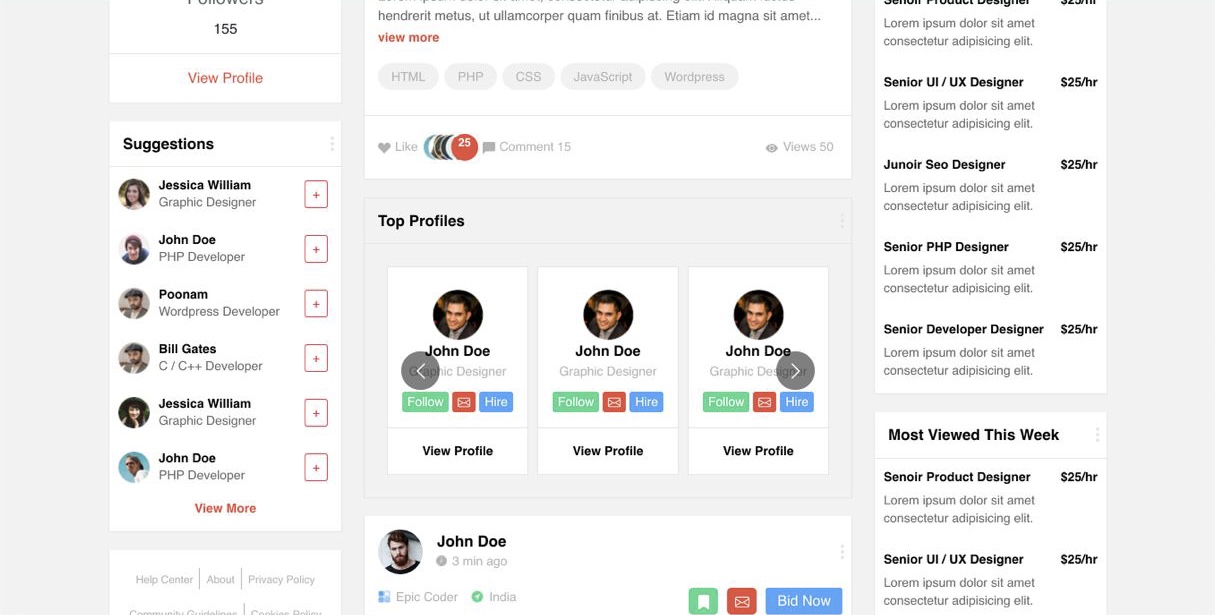 Followers
155
View Profile
Suggestions
Jessica William
Graphic Designer
+
John Doe
PHP Developer
+
Poonam
Wordpress Developer
+
Bill Gates
C / C++ Developer
+
Jessica William
Graphic Designer
+
John Doe
PHP Developer
+
View More
Help Center
About
Privacy Policy
Community Guidelines
Cookies Policy
hendrerit metus, ut ullamcorper quam finibus at. Etiam id magna sit amet...
view more
HTML
PHP
CSS
JavaScript
Wordpress
Like
25
Comment 15
Views 50
Top Profiles
John Doe
Graphic Designer
Follow
Hire
View Profile
John Doe
Graphic Designer
Follow
Hire
View Profile
John Doe
Graphic Designer
Follow
Hire
View Profile
John Doe
3 min ago
Epic Coder
India
Bid Now
Senoir Product Designer
$25/hr
Lorem ipsum dolor sit amet
consectetur adipisicing elit.
Senior UI / UX Designer
$25/hr
Lorem ipsum dolor sit amet
consectetur adipisicing elit.
Junoir Seo Designer
$25/hr
Lorem ipsum dolor sit amet
consectetur adipisicing elit.
Senior PHP Designer
$25/hr
Lorem ipsum dolor sit amet
consectetur adipisicing elit.
Senior Developer Designer
$25/hr
Lorem ipsum dolor sit amet
consectetur adipisicing elit.
Most Viewed This Week
Senoir Product Designer
$25/hr
Lorem ipsum dolor sit amet
consectetur adipisicing elit.
Senior UI / UX Designer
$25/hr
Lorem ipsum dolor sit amet
consectetur adipisicing elit.